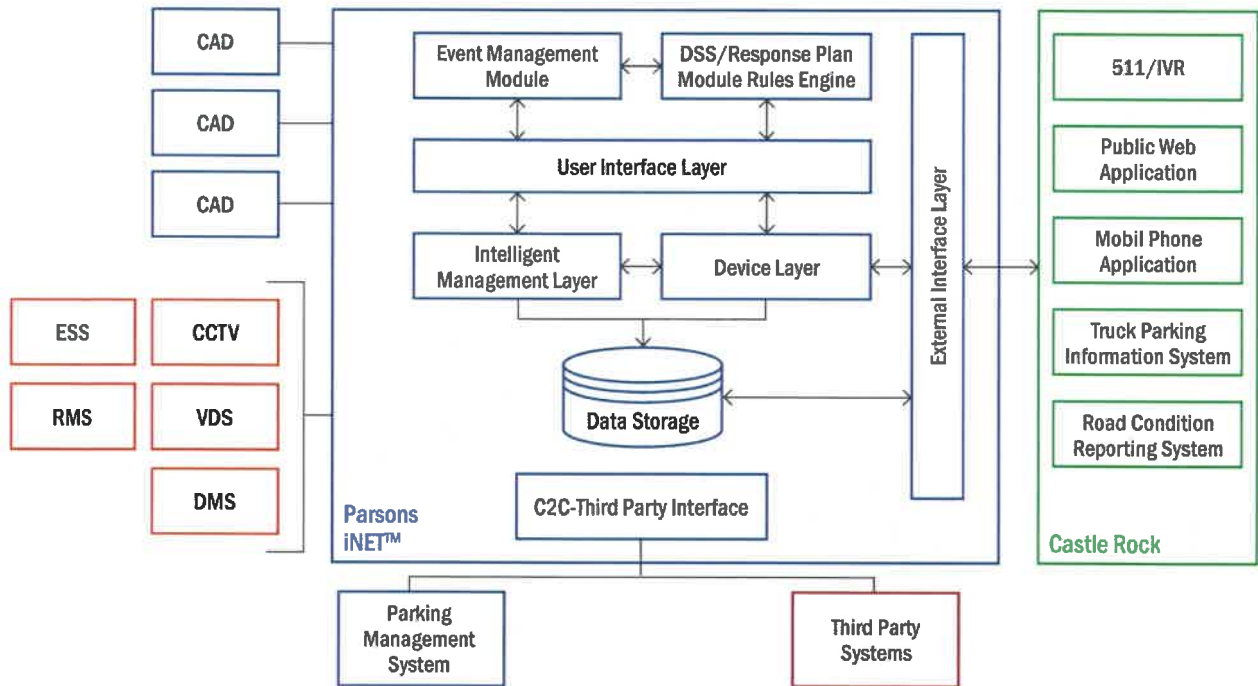 CAD
CAD
CAD
ESS
CCTV
RMS
VDS
DMS
Event Management
Module
DSS/Response Plan
Module Rules Engine
User Interface Layer
Intelligent
Management Layer
Device Layer
Data Storage
C2C-Third Party Interface
Parsons
iNET™
External Interface Layer
511/IVR
Public Web
Application
Mobil Phone
Application
Truck Parking
Information System
Road Condition
Reporting System
Castle Rock
Parking
Management
System
Third Party
Systems